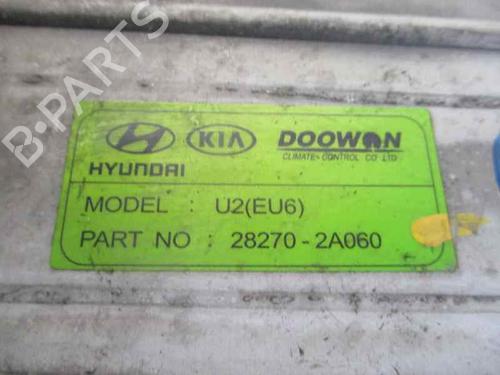 B-PARTS
KIA DOOWON
HYUNDAI CLIMATE CONTROL CO LTD
MODEL : U2(EU6)
PART NO : 28270-2A060